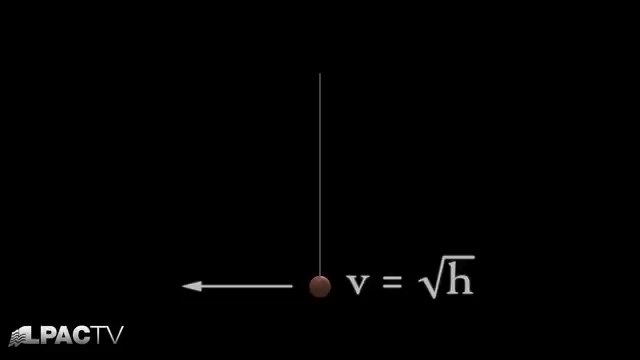 v = √h
LPACTV